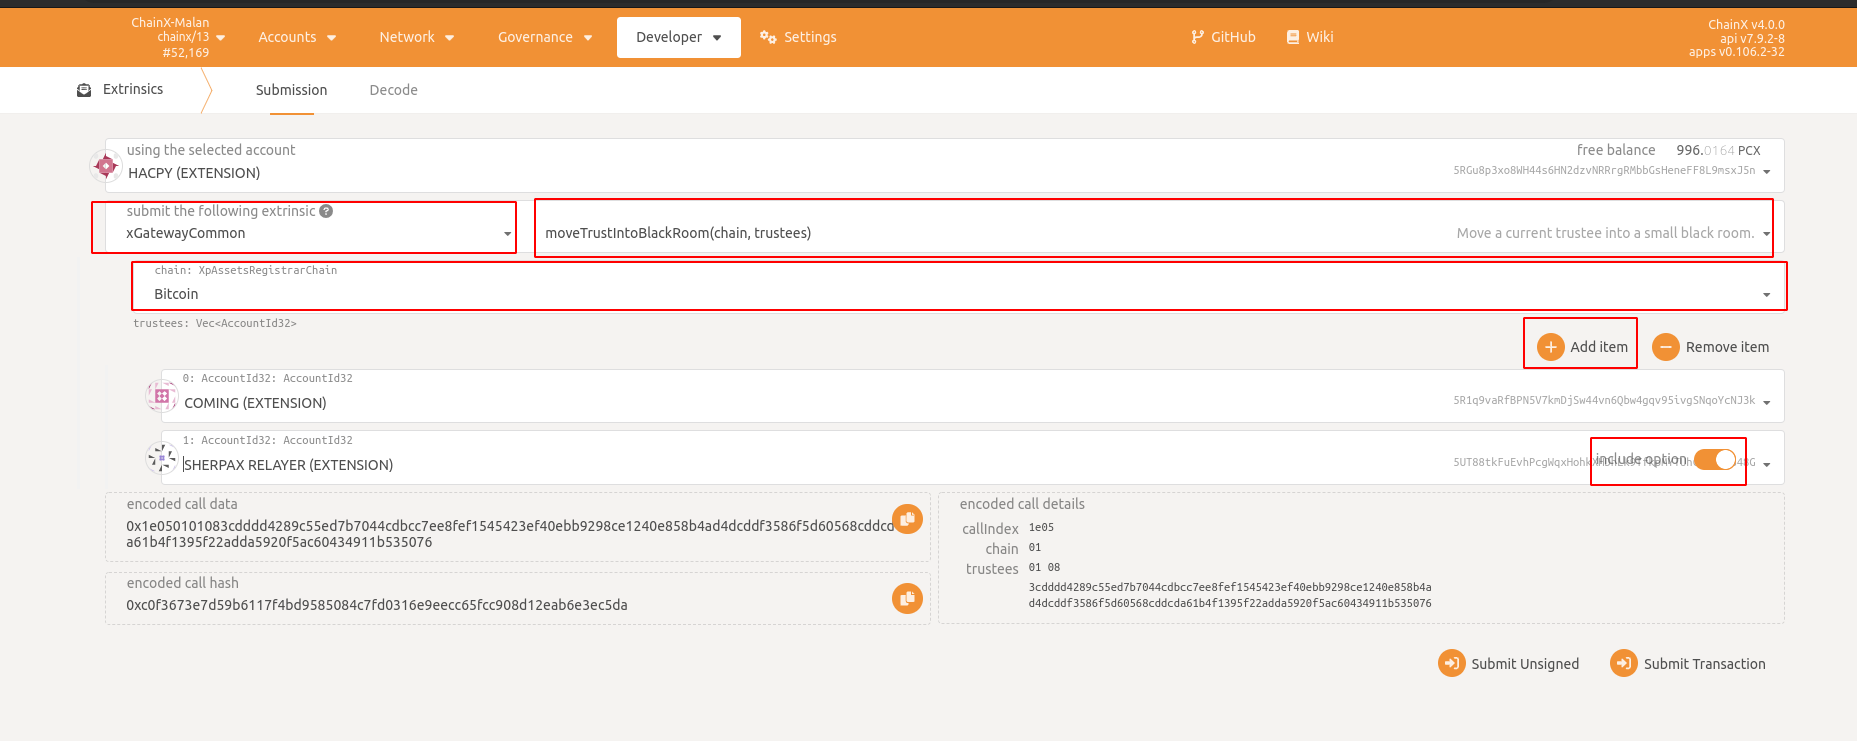 ChainX-Malan
chainx/13
#52,169
Accounts
Network
Governance
Developer
Settings
GitHub
Wiki
ChainX v4.0.0
api v7.9.2-8
apps v0.106.2-32
Extrinsics
Submission
Decode
using the selected account
HACPY (EXTENSION)
free balance 996.0164 PCX
5RGu8p3xo8WH44s6HN2dzvNRRrgRMbbGsHeneFF8L9msxJ5n
submit the following extrinsic ?
xGatewayCommon
moveTrustIntoBlackRoom(chain, trustees)
Move a current trustee into a small black room.
chain: XpAssetsRegistrarChain
Bitcoin
trustees: Vec<AccountId32>
Add item
Remove item
0: AccountId32: AccountId32
COMING (EXTENSION)
5R1q9vaRfBPN5V7kmDjSw44vn6Qbw4gqv95ivgSNqoYcNJ3k
1: AccountId32: AccountId32
SHERPAX RELAYER (EXTENSION)
include option
encoded call data
0x1e050101083cdddd4289c55ed7b7044cdbcc7ee8fef1545423ef40ebb9298ce1240e858b4ad4dcddf3586f5d60568cddcd
a61b4f1395f22adda5920f5ac60434911b535076
encoded call hash
0xc0f3673e7d59b6117f4bd9585084c7fd0316e9eecc65fcc908d12eab6e3ec5da
encoded call details
callIndex 1e05
chain 01
trustees 01 08
3cdddd4289c55ed7b7044cdbcc7ee8fef1545423ef40ebb9298ce1240e858b4a
d4dcddf3586f5d60568cddcda61b4f1395f22adda5920f5ac60434911b535076
Submit Unsigned
Submit Transaction